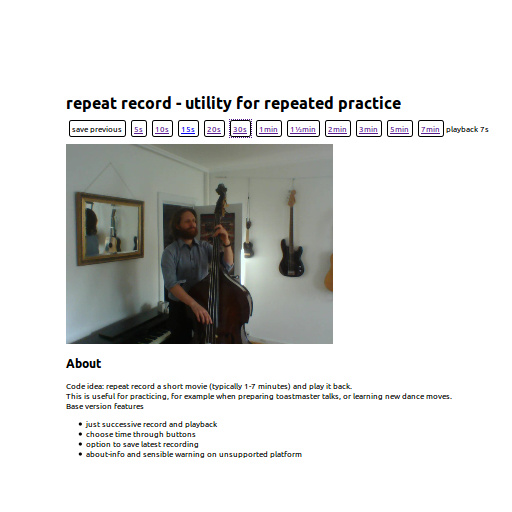 repeat record - utility for repeated practice
save previous 5s 10s 15s 20s 30s 1min 1½min 2min 3min 5min 7min playback 7s
About
Code idea: repeat record a short movie (typically 1-7 minutes) and play it back.
This is useful for practicing, for example when preparing toastmaster talks, or learning new dance moves.
Base version features
just successive record and playback
choose time through buttons
option to save latest recording
about-info and sensible warning on unsupported platform